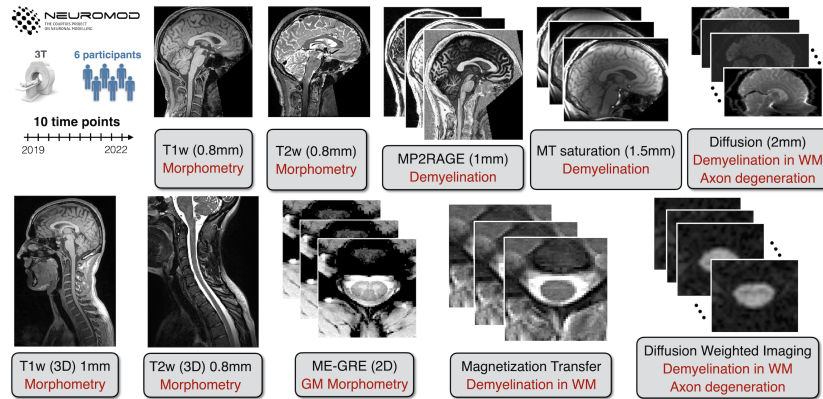 NEUROMOD
THE COURTOIS PROJECT
ON NEURONAL MODELLING
3T
6 participants
10 time points
2019
2022
T1w (0.8mm)
Morphometry
T2w (0.8mm)
Morphometry
MP2RAGE (1mm)
Demyelination
MT saturation (1.5mm)
Demyelination
Diffusion (2mm)
Demyelination in WM
Axon degeneration
T1w (3D) 1mm
Morphometry
T2w (3D) 0.8mm
Morphometry
ME-GRE (2D)
GM Morphometry
Magnetization Transfer
Demyelination in WM
Diffusion Weighted Imaging
Demyelination in WM
Axon degeneration